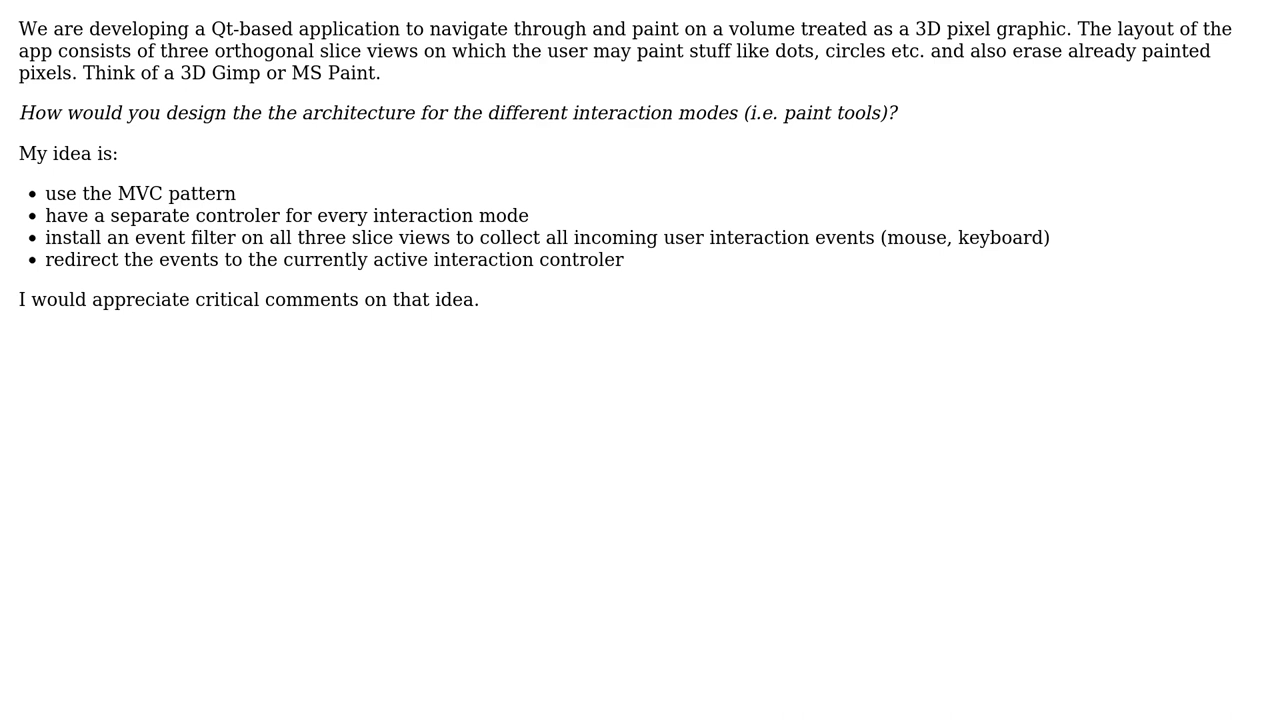 We are developing a Qt-based application to navigate through and paint on a volume treated as a 3D pixel graphic. The layout of the
app consists of three orthogonal slice views on which the user may paint stuff like dots, circles etc. and also erase already painted
pixels. Think of a 3D Gimp or MS Paint.
How would you design the the architecture for the different interaction modes (i.e. paint tools)?
My idea is:
• use the MVC pattern
• have a separate controler for every interaction mode
• install an event filter on all three slice views to collect all incoming user interaction events (mouse, keyboard)
• redirect the events to the currently active interaction controler
I would appreciate critical comments on that idea.